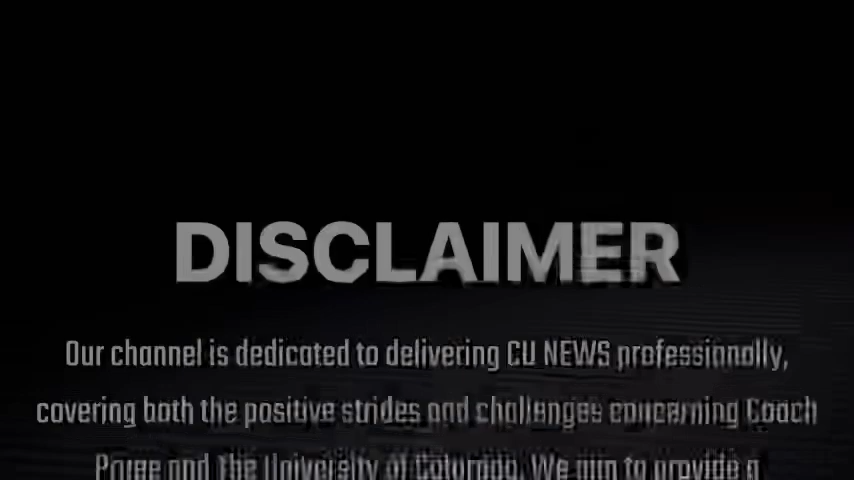 DISCLAIMER
Our channel is dedicated to delivering CU NEWS professionally,
covering both the positive strides and challenges concerning Coach
and the University of Colorado. We aim to provide a